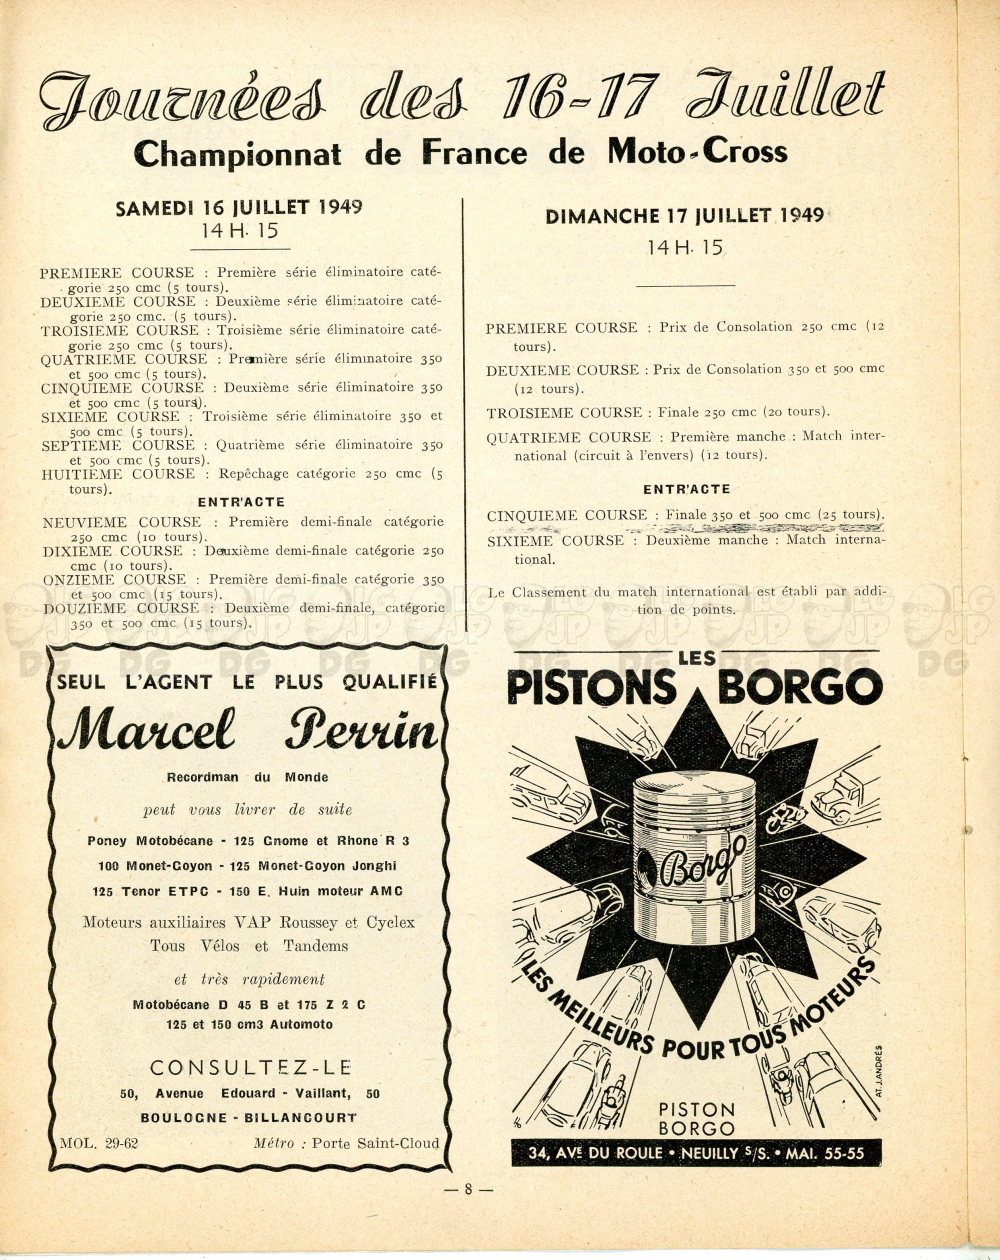 Journées des 16-17 Juillet
Championnat de France de Moto-Cross
SAMEDI 16 JUILLET 1949
14 H. 15
PREMIERE COURSE : Première série éliminatoire caté-
gorie 250 cmc (5 tours).
DEUXIEME COURSE : Deuxième série éliminatoire caté-
gorie 250 cmc. (5 tours).
TROISIEME COURSE : Troisième série éliminatoire caté-
gorie 250 cmc (5 tours).
QUATRIEME COURSE : Première série éliminatoire 350
et 500 cmc (5 tours).
CINQUIEME COURSE : Deuxième série éliminatoire 350
et 500 cmc (5 tours).
SIXIEME COURSE : Troisième série éliminatoire 350 et
500 cmc (5 tours).
SEPTIEME COURSE : Quatrième série éliminatoire 350
et 500 cmc (5 tours).
HUITIEME COURSE : Repêchage catégorie 250 cmc (5
tours).
ENTR'ACTE
NEUVIEME COURSE : Première demi-finale catégorie
250 cmc (10 tours).
DIXIEME COURSE : Deuxième demi-finale catégorie 250
cmc (10 tours).
ONZIEME COURSE : Première demi-finale catégorie 350
et 500 cmc (15 tours).
DOUZIEME COURSE : Deuxième demi-finale, catégorie
350 et 500 cmc (15 tours).
DIMANCHE 17 JUILLET 1949
14 H. 15
PREMIERE COURSE : Prix de Consolation 250 cmc (12
tours).
DEUXIEME COURSE : Prix de Consolation 350 et 500 cmc
(12 tours).
TROISIEME COURSE : Finale 250 cmc (20 tours).
QUATRIEME COURSE : Première manche : Match inter-
national (circuit à l'envers) (12 tours).
ENTR'ACTE
CINQUIEME COURSE : Finale 350 et 500 cmc (25 tours).
SIXIEME COURSE : Deuxième manche : Match interna-
tional.
Le Classement du match international est établi par addi-
tion de points.
LG JP DG
SEUL L'AGENT LE PLUS QUALIFIÉ
Marcel Perrin
Recordman du Monde
peut vous livrer de suite
Poney Motobécane - 125 Gnome et Rhone R 3
100 Monet-Goyon - 125 Monet-Goyon Jonghi
125 Tenor ETPC - 150 E. Huin moteur AMC
Moteurs auxiliaires VAP Roussey et Cyclex
Tous Vélos et Tandems
et très rapidement
Motobécane D 45 B et 175 Z 2 C
125 et 150 cm3 Automoto
CONSULTEZ-LE
50, Avenue Edouard - Vaillant, 50
BOULOGNE - BILLANCOURT
MOL. 29-62 Métro : Porte Saint-Cloud
LES
PISTONS BORGO
Borgo
LES MEILLEURS POUR TOUS MOTEURS
AT. J. ANDRÈS
PISTON
BORGO
34, AVE DU ROULE • NEUILLY S/S. • MAI. 55-55
— 8 —